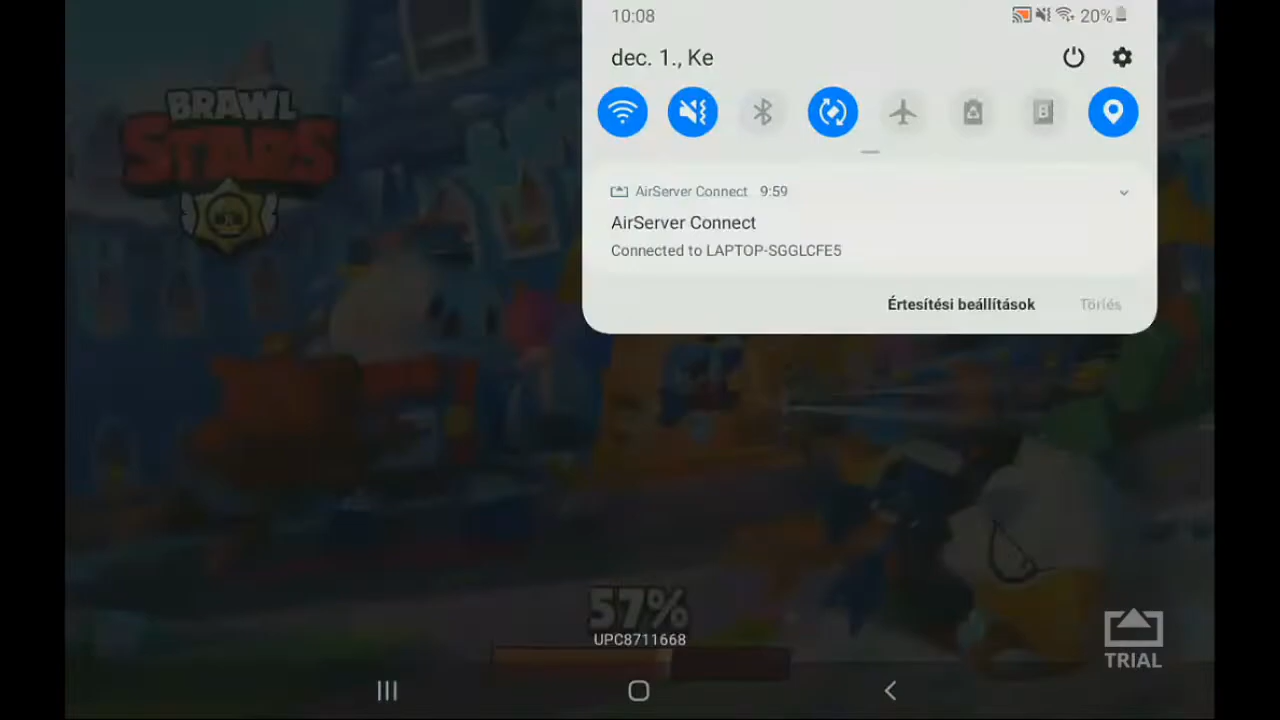 10:08
20%
dec. 1., Ke
AirServer Connect 9:59
AirServer Connect
Connected to LAPTOP-SGGLCFE5
Értesítési beállítások Törlés
BRAWL
STARS
57%
UPC8711668
TRIAL